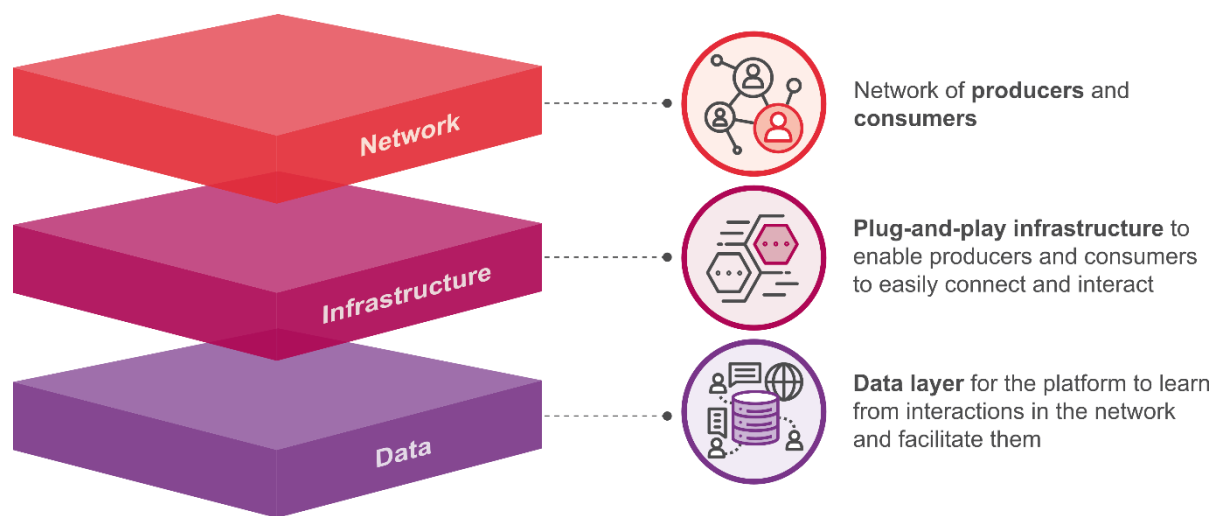 Network
Network of producers and
consumers
Infrastructure
Plug-and-play infrastructure to
enable producers and consumers
to easily connect and interact
Data
Data layer for the platform to learn
from interactions in the network
and facilitate them